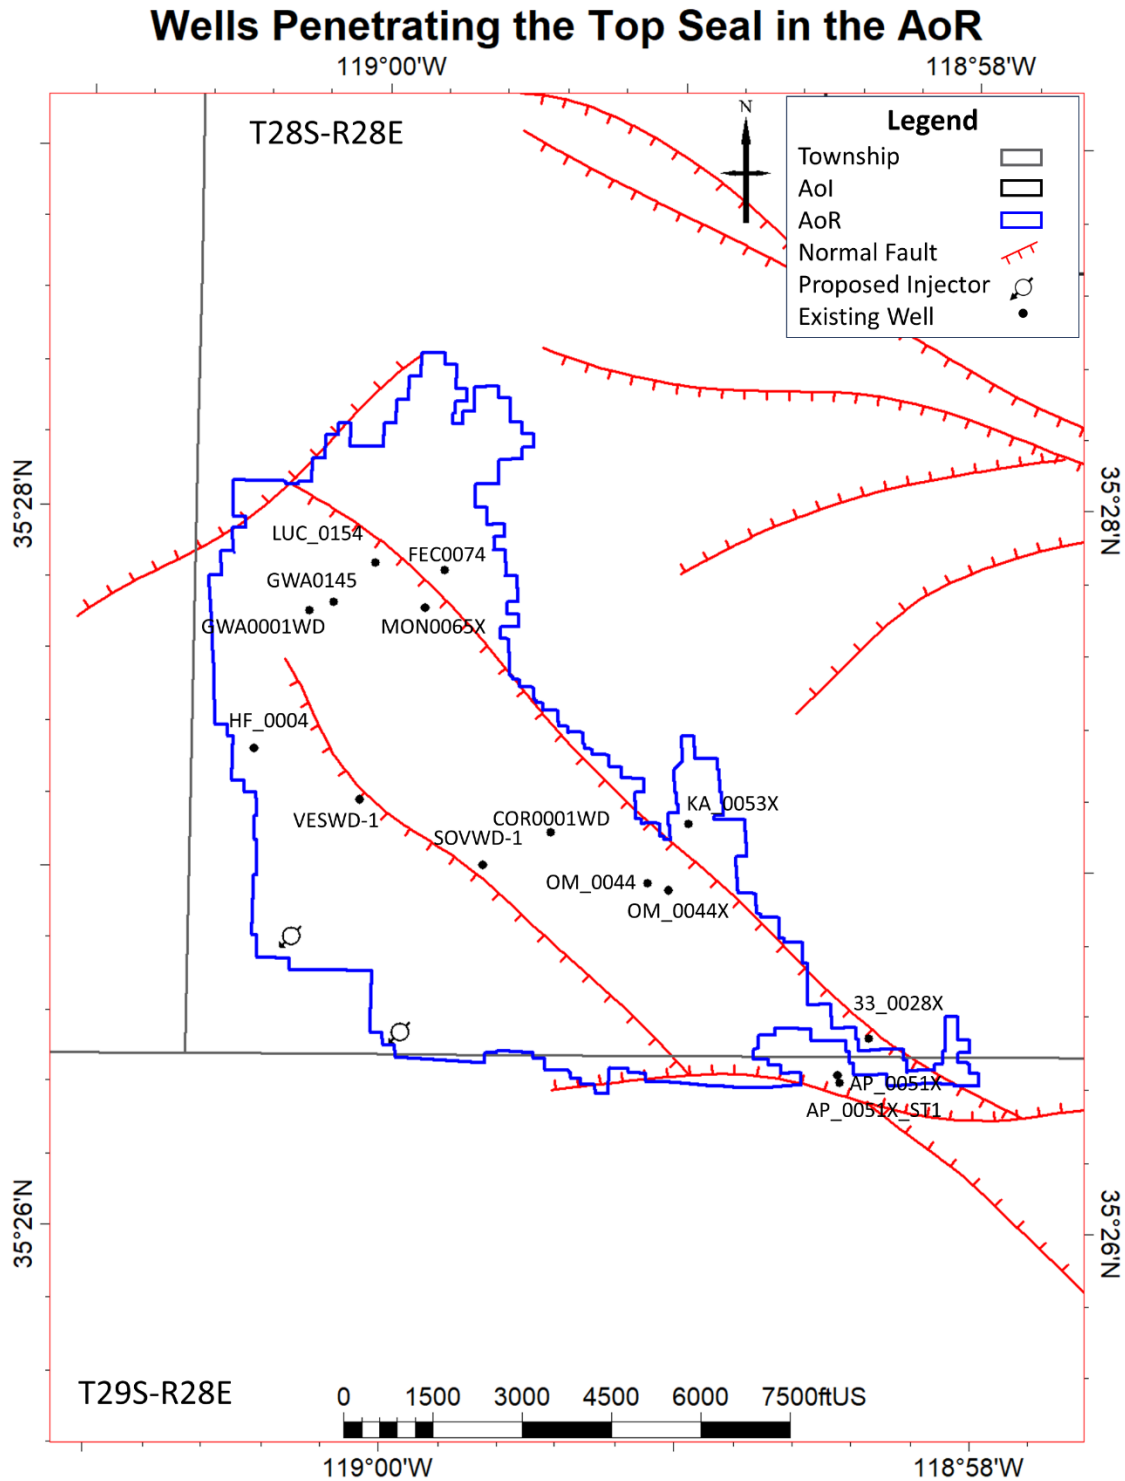 Wells Penetrating the Top Seal in the AoR
119°00'W
118°58'W
T28S-R28E
N
Legend
Township
AoI
AoR
Normal Fault
Proposed Injector
Existing Well
35°28'N
35°28'N
LUC_0154
FEC0074
GWA0145
GWA0001WD
MON0065X
HF_0004
VESWD-1
COR0001WD
SOVWD-1
KA_0053X
OM_0044
OM_0044X
33_0028X
AP_0051X
AP_0051X_ST1
35°26'N
35°26'N
T29S-R28E
0 1500 3000 4500 6000 7500ftUS
119°00'W
118°58'W